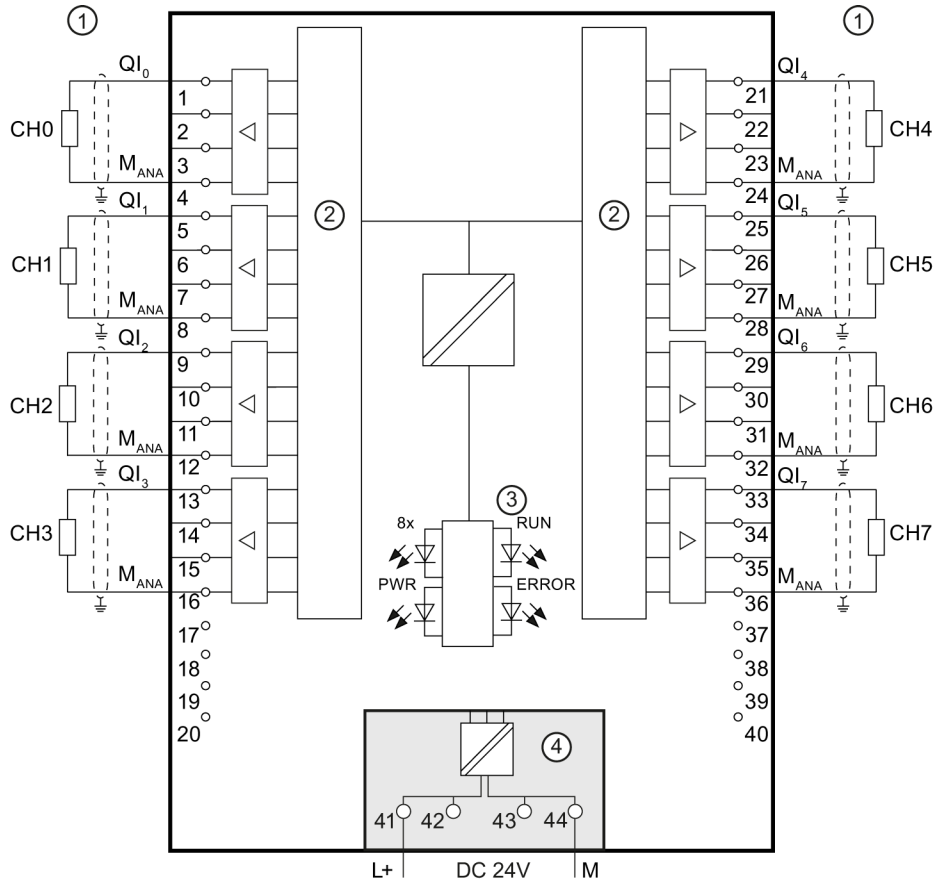 1 1
QI0 QI4
1 21
CH0 2 22 CH4
3 23
MANA MANA
4 24
QI1 QI5
5 25
2 2
CH1 6 26 CH5
7 27
MANA MANA
8 28
QI2 QI6
9 29
CH2 10 30 CH6
11 31
MANA MANA
12 32
QI3 QI7
13 33
3
8x RUN
CH3 14 34 CH7
15 35
MANA MANA
PWR ERROR
16 36
17 37
18 38
19 39
20 40
4
41 42 43 44
L+ DC 24V M